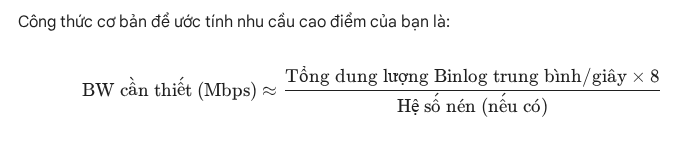 Công thức cơ bản để ước tính nhu cầu cao điểm của bạn là:
BW cần thiết (Mbps) ≈ Tổng dung lượng Binlog trung bình/giây × 8
Hệ số nén (nếu có)